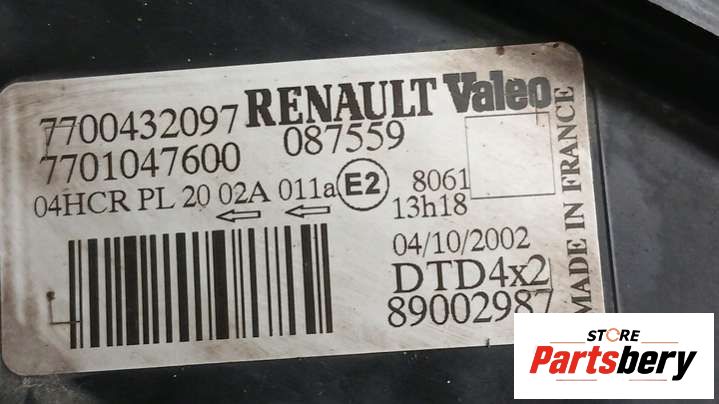 7700432097 RENAULT Valeo
7701047600 087559
04HCR PL 20 02A 011a E2 8061
13h18
04/10/2002
DTD4x2
89002987
MADE IN FRANCE
STORE
Partsbery